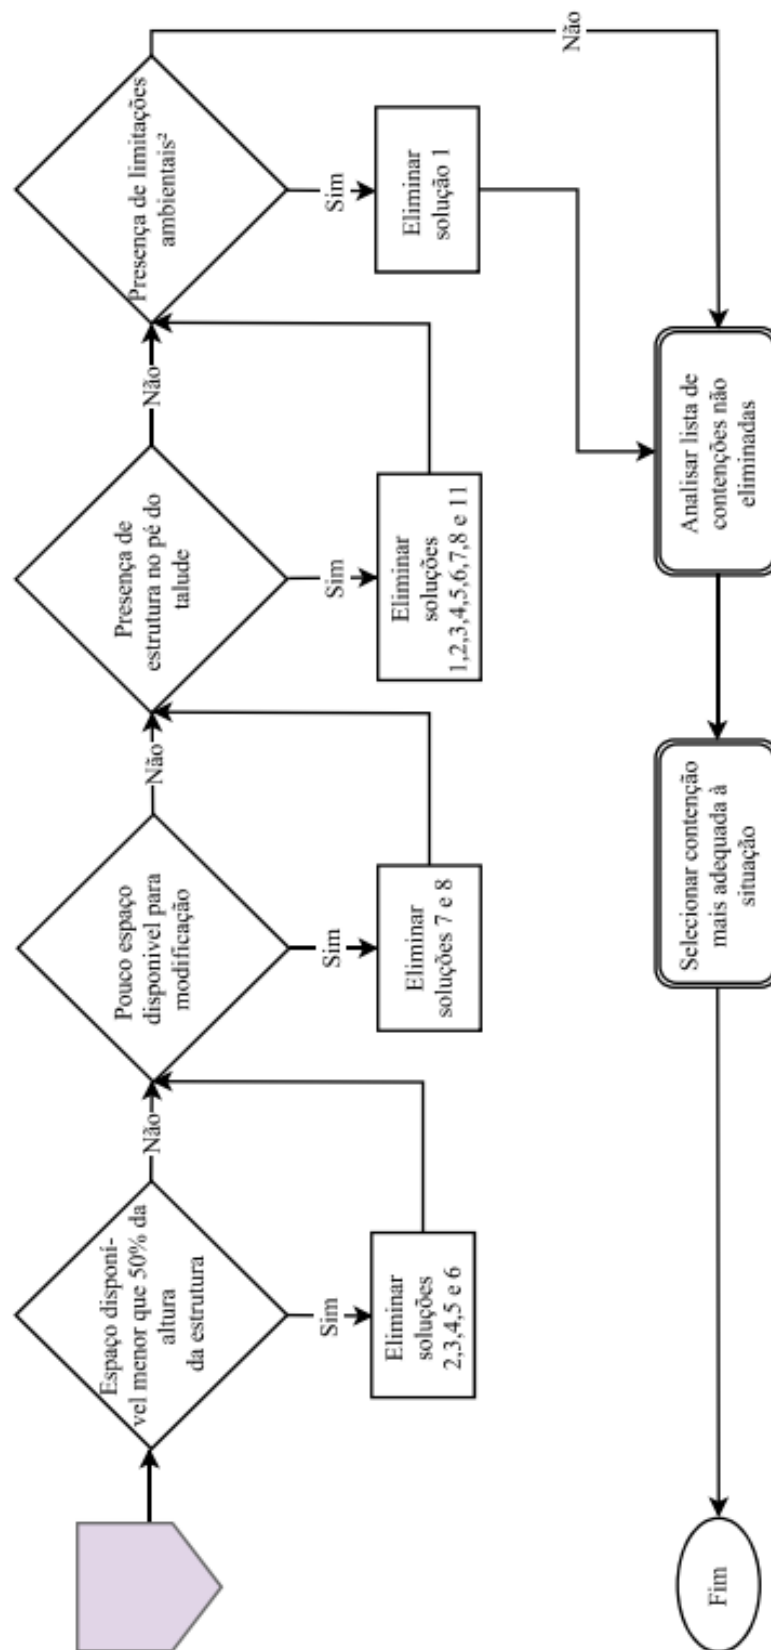 Espaço disponí-
vel menor que 50% da
altura
da estrutura
Não
Sim
Eliminar
soluções
2,3,4,5 e 6
Pouco espaço
disponivel para
modificação
Não
Sim
Eliminar
soluções 7 e 8
Presença de
estrutura no pé do
talude
Não
Sim
Eliminar
soluções
1,2,3,4,5,6,7,8 e 11
Presença de limitações
ambientais²
Não
Sim
Eliminar
solução 1
Analisar lista de
contenções não
eliminadas
Selecionar contenção
mais adequada à
situação
Fim